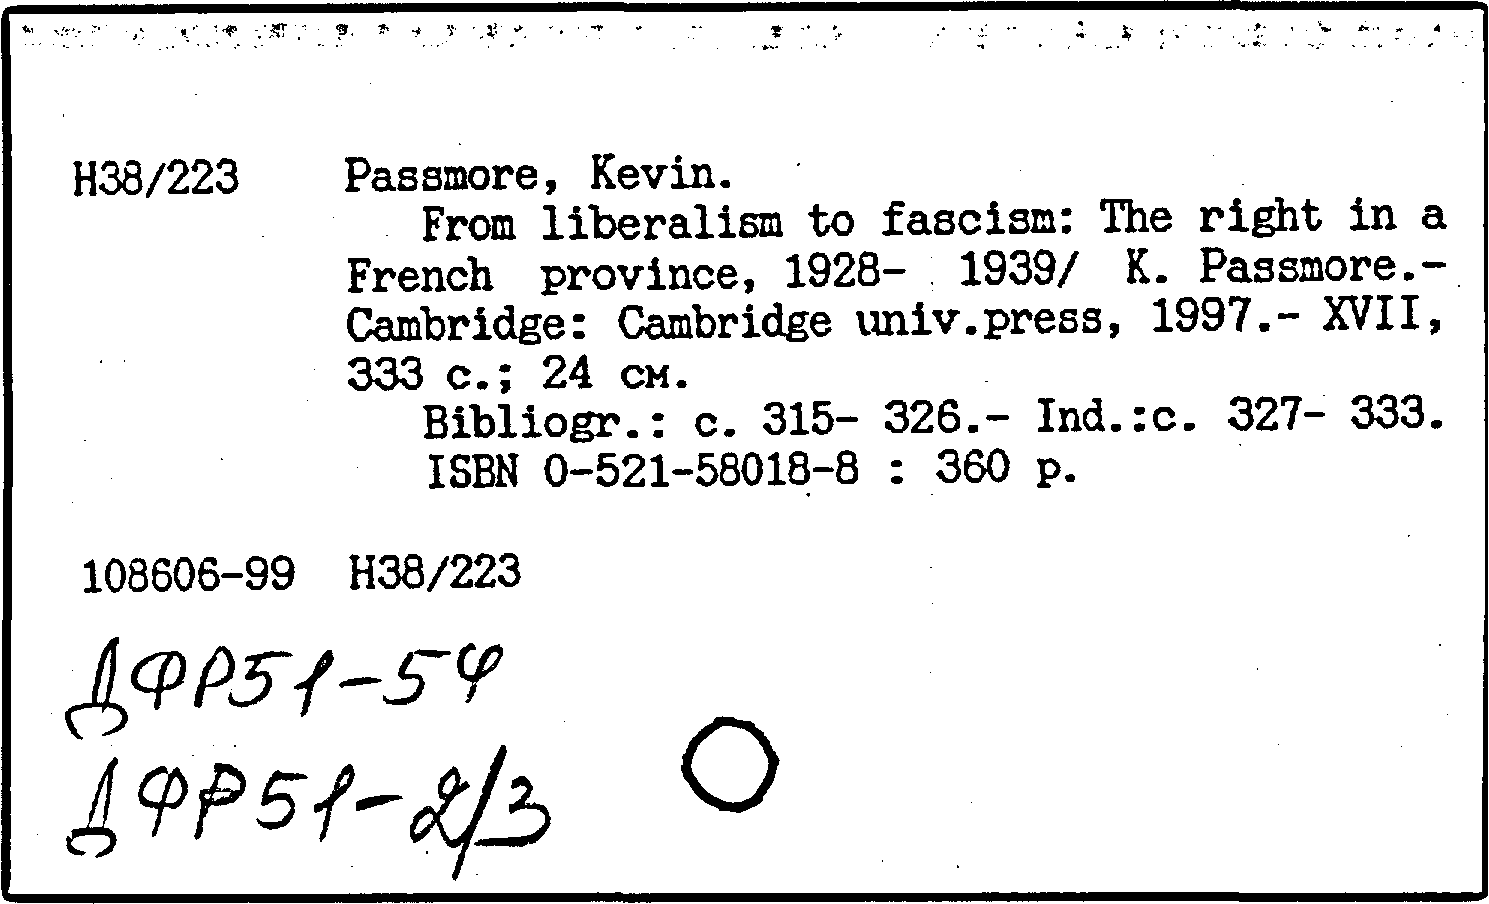 H38/223 Passmore, Kevin.
From liberalism to fascism: The right in a
French province, 1928- 1939/ K. Passmore.-
Cambridge: Cambridge univ.press, 1997.- XVII,
333 с.; 24 см.
Bibliogr.: с. 315- 326.- Ind.:с. 327- 333.
ISBN 0-521-58018-8 : 360 р.
108606-99 H38/223
ДФР51-54
ДФР51-2/3